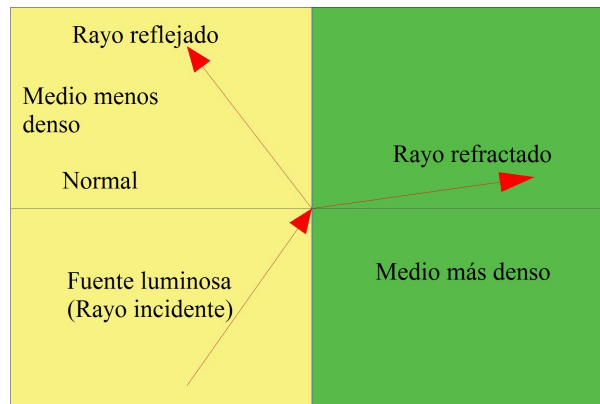 Rayo reflejado
Medio menos
denso
Rayo refractado
Normal
Fuente luminosa
(Rayo incidente)
Medio más denso